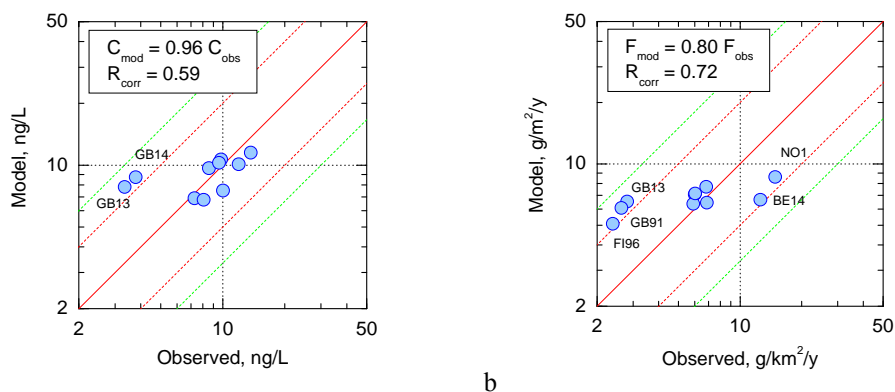 50
C_mod = 0.96 C_obs
R_corr = 0.59
Model, ng/L
10
GB14
GB13
2
2
10
50
Observed, ng/L
b
50
F_mod = 0.80 F_obs
R_corr = 0.72
Model, g/m²/y
10
NO1
GB13
BE14
GB91
FI96
2
2
10
50
Observed, g/km²/y